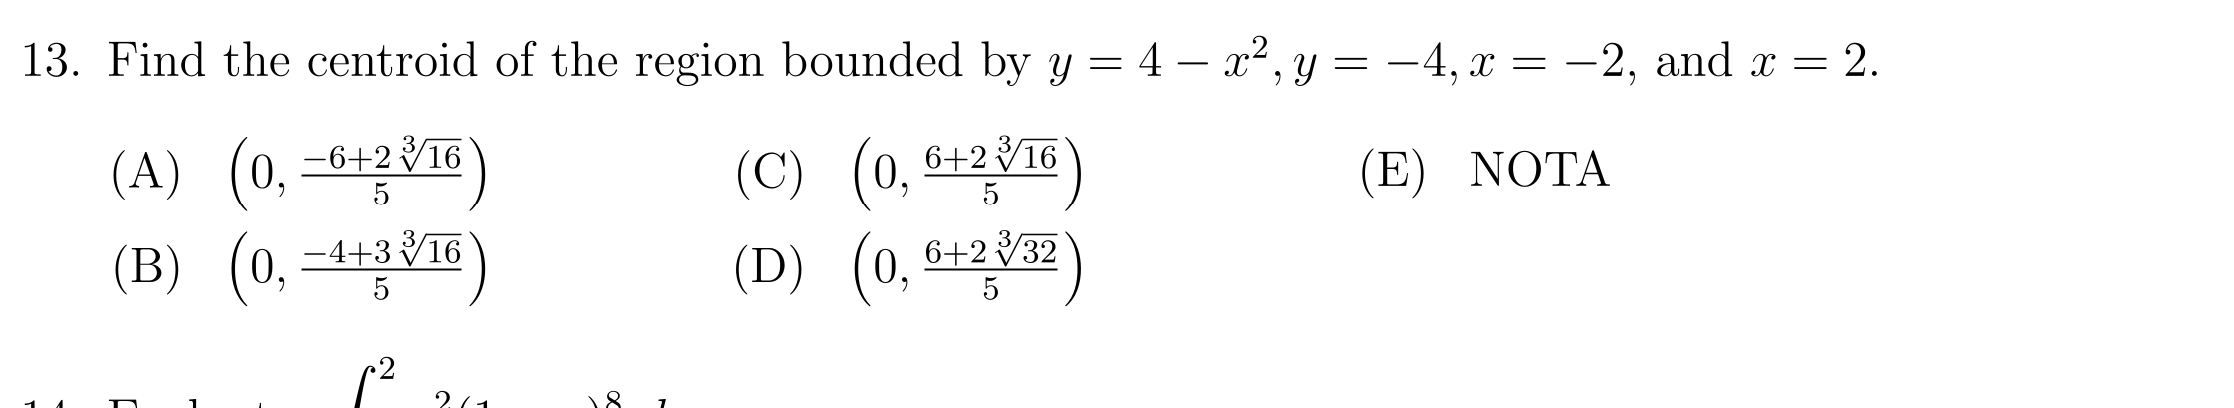 13. Find the centroid of the region bounded by y = 4 − x², y = −4, x = −2, and x = 2.
(A) (0, (−6+2∛16)/5) (C) (0, (6+2∛16)/5) (E) NOTA
(B) (0, (−4+3∛16)/5) (D) (0, (6+2∛32)/5)